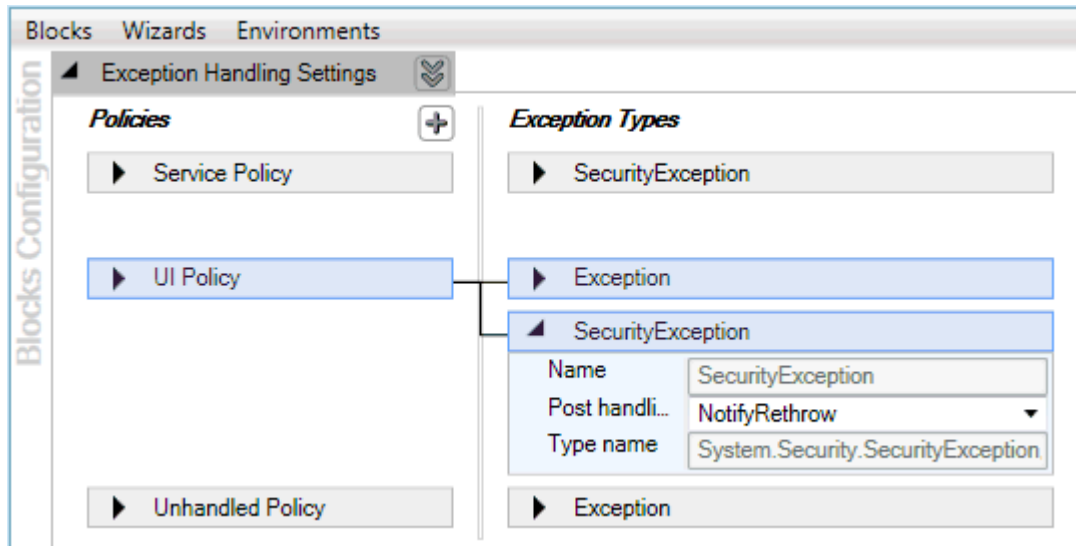 Blocks Wizards Environments
Blocks Configuration
Exception Handling Settings
Policies Exception Types
Service Policy SecurityException
UI Policy Exception
SecurityException
Name SecurityException
Post handli... NotifyRethrow
Type name System.Security.SecurityException
Unhandled Policy Exception